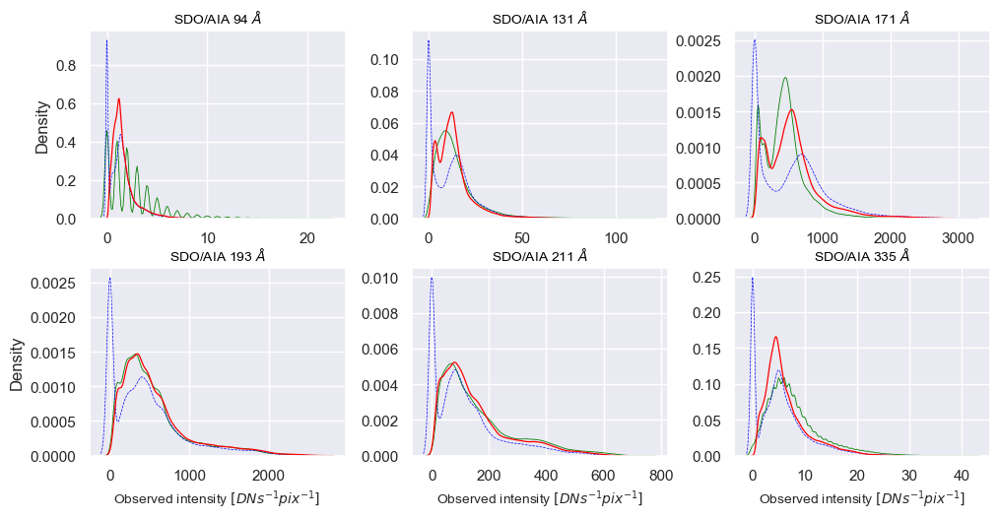 SDO/AIA 94 Å
SDO/AIA 131 Å
SDO/AIA 171 Å
Density
0.8
0.6
0.4
0.2
0.0
0 10 20
0.10
0.08
0.06
0.04
0.02
0.00
0 50 100
0.0025
0.0020
0.0015
0.0010
0.0005
0.0000
0 1000 2000 3000
SDO/AIA 193 Å
SDO/AIA 211 Å
SDO/AIA 335 Å
Density
0.0025
0.0020
0.0015
0.0010
0.0005
0.0000
0 1000 2000
Observed intensity [DNs⁻¹pix⁻¹]
0.010
0.008
0.006
0.004
0.002
0.000
0 200 400 600 800
Observed intensity [DNs⁻¹pix⁻¹]
0.25
0.20
0.15
0.10
0.05
0.00
0 10 20 30 40
Observed intensity [DNs⁻¹pix⁻¹]